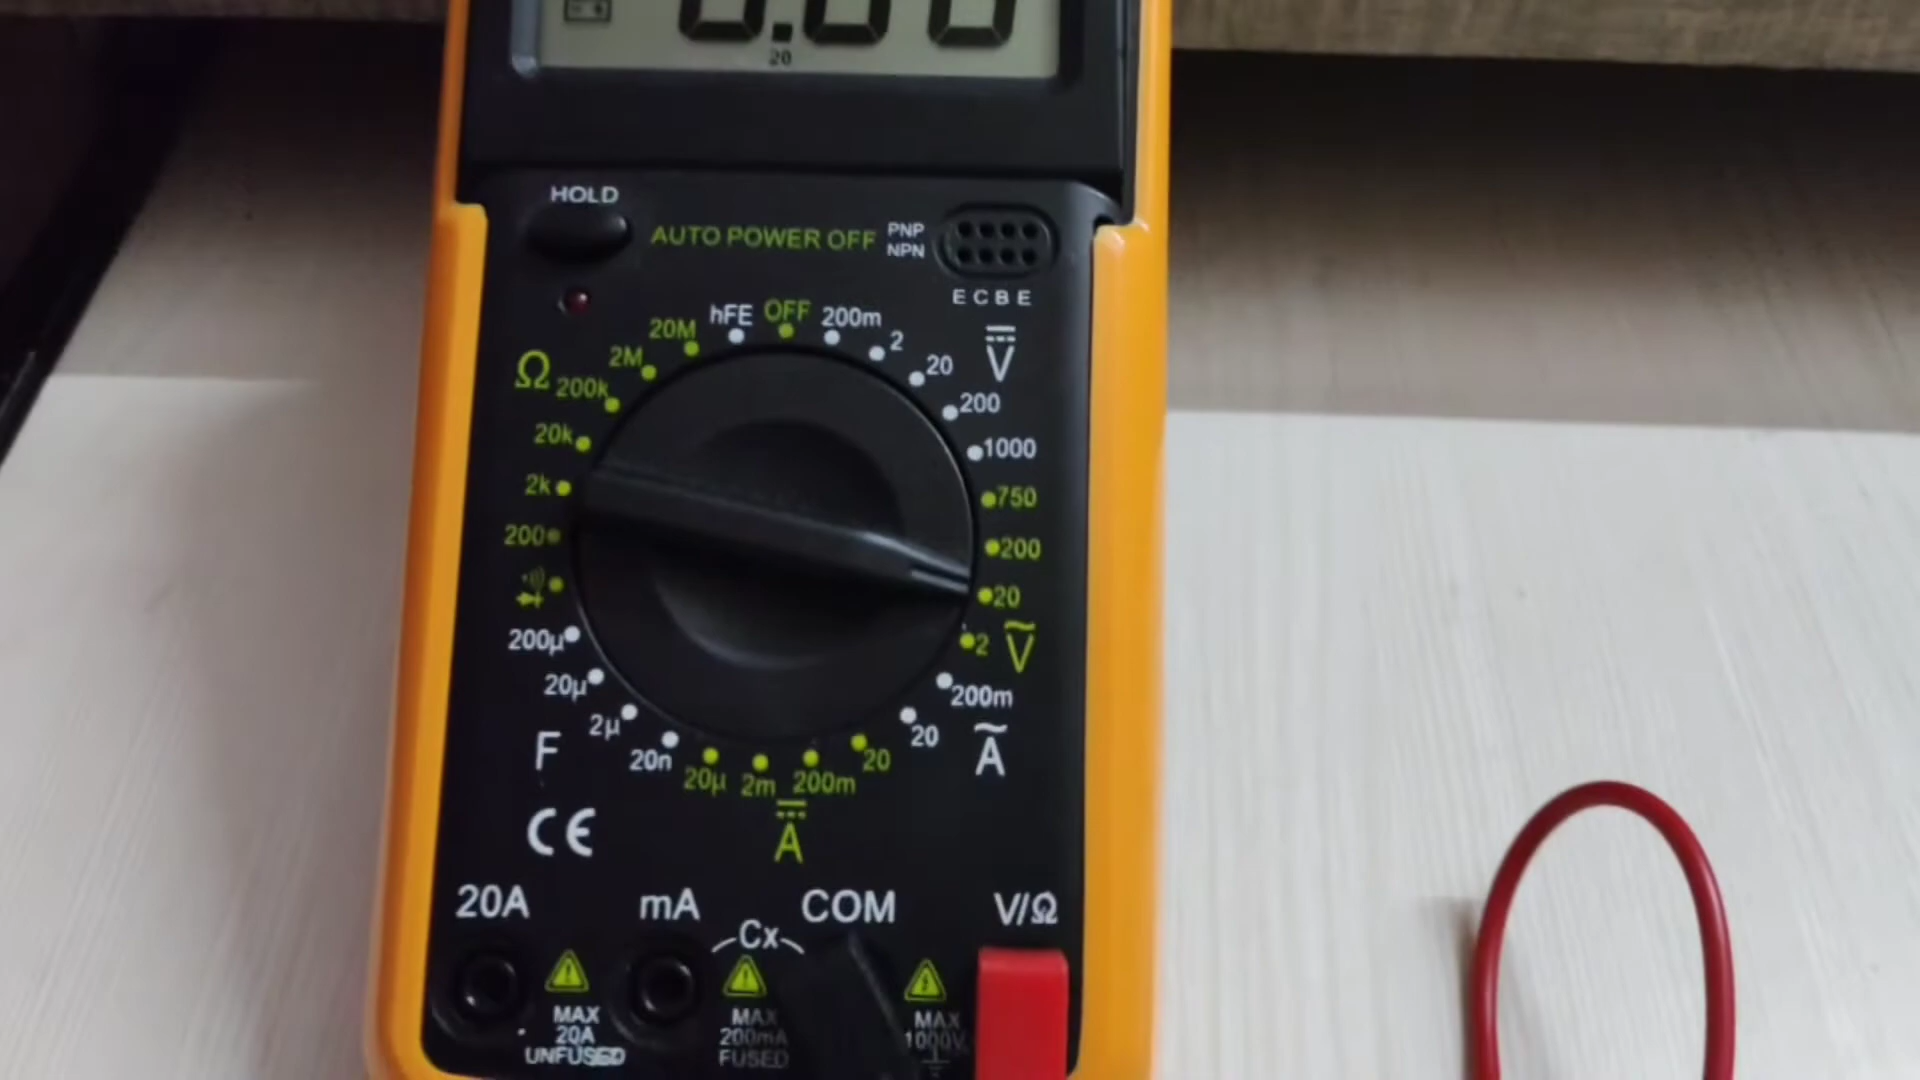 0.00
20
HOLD
AUTO POWER OFF
PNP
NPN
E C B E
hFE
OFF
200m
2
20
200
1000
V
750
200
20
2
V
200m
20
A
20
200m
2m
20µ
A
20n
2µ
20µ
200µ
F
200
2k
20k
200k
2M
20M
Ω
CE
20A
mA
COM
V/Ω
Cx
MAX
20A
UNFUSED
MAX
200mA
FUSED
MAX
1000V